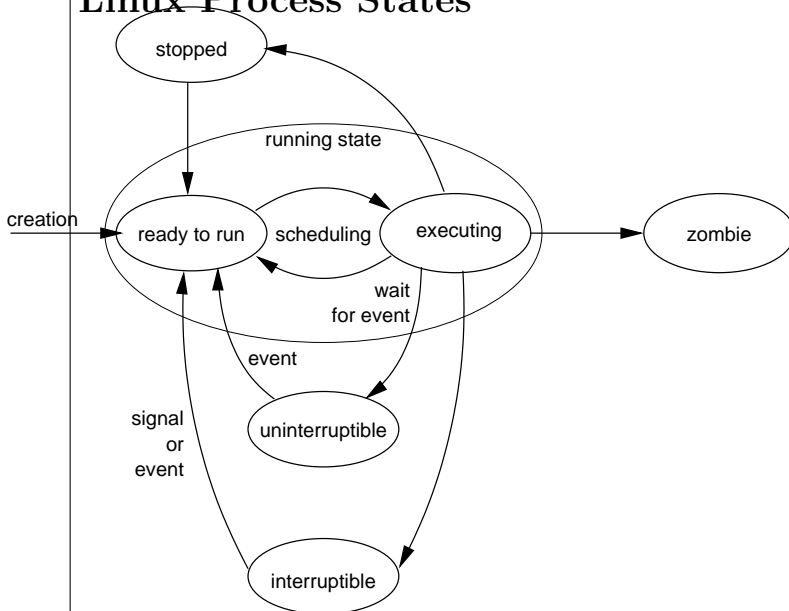 Linux Process States
stopped
running state
creation
ready to run
scheduling
executing
zombie
wait
for event
event
uninterruptible
signal
or
event
interruptible